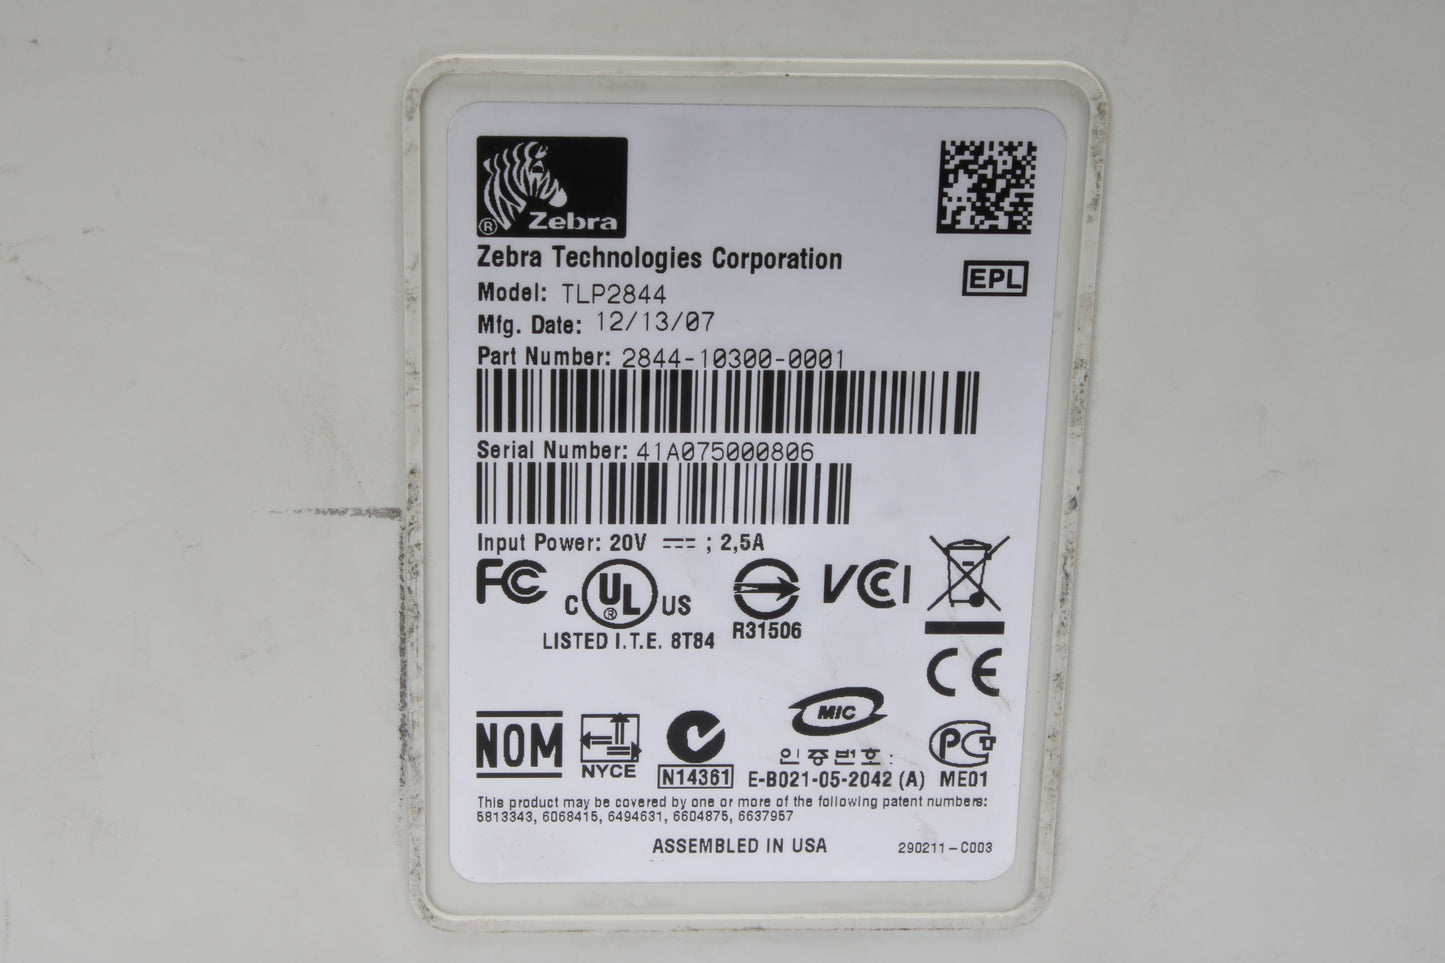 ® Zebra
Zebra Technologies Corporation
EPL
Model: TLP2844
Mfg. Date: 12/13/07
Part Number: 2844-10300-0001
Serial Number: 41A075000806
Input Power: 20V ⎓ ; 2,5A
FC C UL ® US VCCI
LISTED I.T.E. 8T84 R31506
CE
NOM NYCE N14361 MIC PCT
인증번호:
E-B021-05-2042 (A) ME01
This product may be covered by one or more of the following patent numbers:
5813343, 6068415, 6494631, 6604875, 6637957
ASSEMBLED IN USA 290211-C003